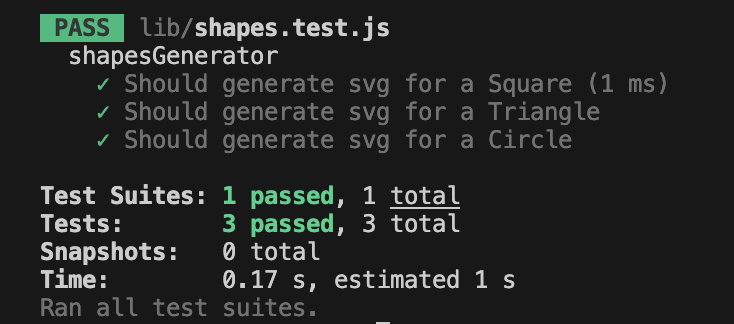 PASS lib/shapes.test.js
shapesGenerator
✓ Should generate svg for a Square (1 ms)
✓ Should generate svg for a Triangle
✓ Should generate svg for a Circle
Test Suites: 1 passed, 1 total
Tests: 3 passed, 3 total
Snapshots: 0 total
Time: 0.17 s, estimated 1 s
Ran all test suites.